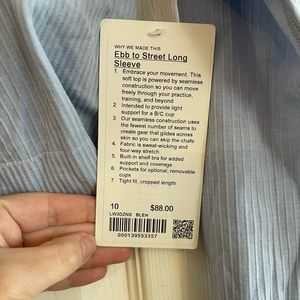 WHY WE MADE THIS
Ebb to Street Long
Sleeve
1. Embrace your movement. This
soft top is powered by seamless
construction so you can move
freely through your practice,
training, and beyond
2. Intended to provide light
support for a B/C cup
3. Our seamless construction uses
the fewest number of seams to
create gear that glides across
skin so you can skip the chafe
4. Fabric is sweat-wicking and
four-way stretch
5. Built-in shelf bra for added
support and coverage
6. Pockets for optional, removable
cups
7. Tight fit, cropped length
10 $88.00
LW3DZNS BLEN
000139553357